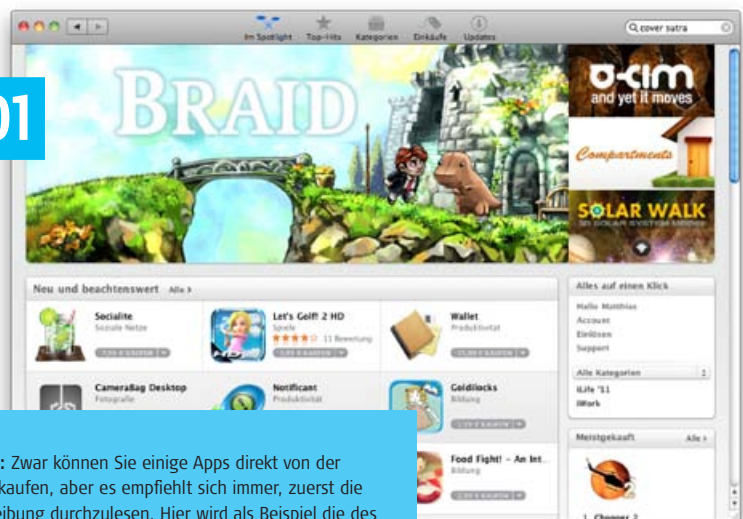 Im Spotlight Top-Hits Kategorien Einkäufe Updates
cover sutra
01
BRAID
and yet it moves
Compartments
SOLAR WALK
Neu und beachtenswert Alle >
Socialite
Soziale Netze
Let's Golf! 2 HD
Spiele
11 Bewertung
Wallet
Produktivität
CameraBag Desktop
Fotografie
Notificant
Produktivität
Goldilocks
Bildung
Food Fight! - An Int...
Bildung
Alles auf einen Klick
Hallo Matthias
Account
Einlösen
Support
Alle Kategorien
iLife '11
iWork
Meistgekauft Alle >
1. Chopper 2
: Zwar können Sie einige Apps direkt von der
kaufen, aber es empfiehlt sich immer, zuerst die
eibung durchzulesen. Hier wird als Beispiel die des